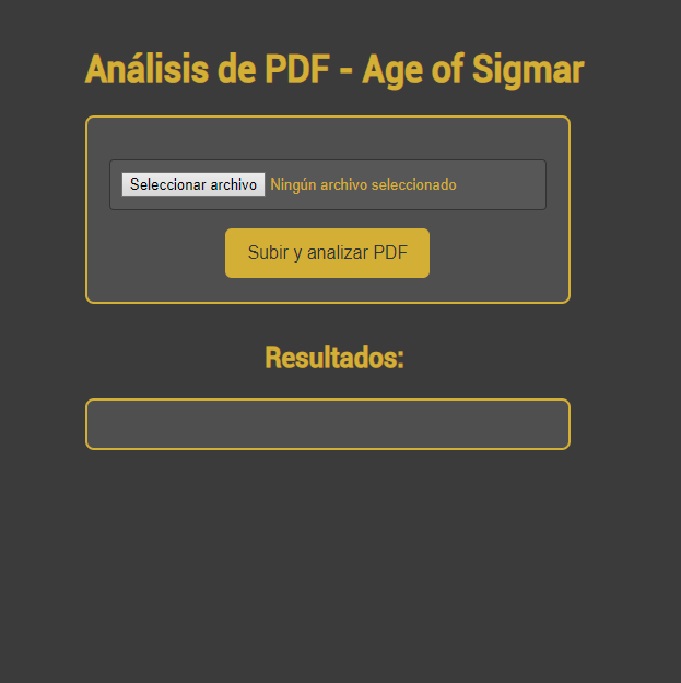 Análisis de PDF - Age of Sigmar
Seleccionar archivo Ningún archivo seleccionado
Subir y analizar PDF
Resultados: